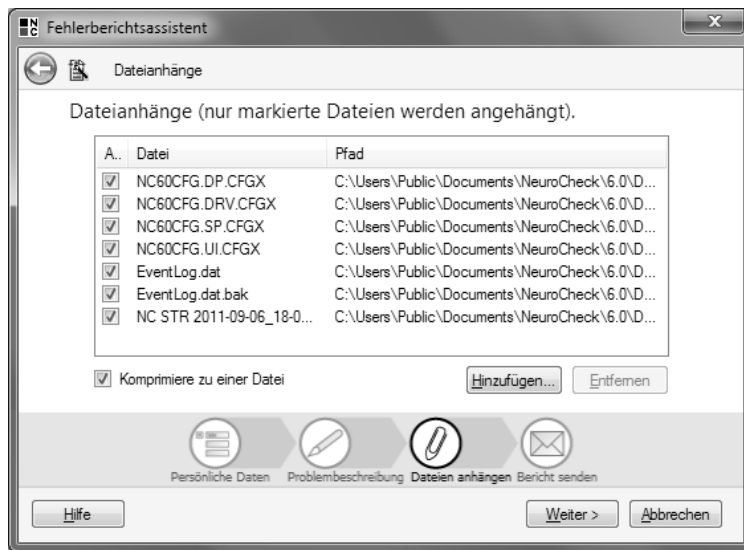 Fehlerberichtsassistent
Dateianhänge
Dateianhänge (nur markierte Dateien werden angehängt).
A.. Datei Pfad
NC60CFG.DP.CFGX C:\Users\Public\Documents\NeuroCheck\6.0\D...
NC60CFG.DRV.CFGX C:\Users\Public\Documents\NeuroCheck\6.0\D...
NC60CFG.SP.CFGX C:\Users\Public\Documents\NeuroCheck\6.0\D...
NC60CFG.UI.CFGX C:\Users\Public\Documents\NeuroCheck\6.0\D...
EventLog.dat C:\Users\Public\Documents\NeuroCheck\6.0\D...
EventLog.dat.bak C:\Users\Public\Documents\NeuroCheck\6.0\D...
NC STR 2011-09-06_18-0... C:\Users\Public\Documents\NeuroCheck\6.0\D...
Komprimiere zu einer Datei Hinzufügen... Entfernen
Persönliche Daten Problembeschreibung Dateien anhängen Bericht senden
Hilfe Weiter > Abbrechen